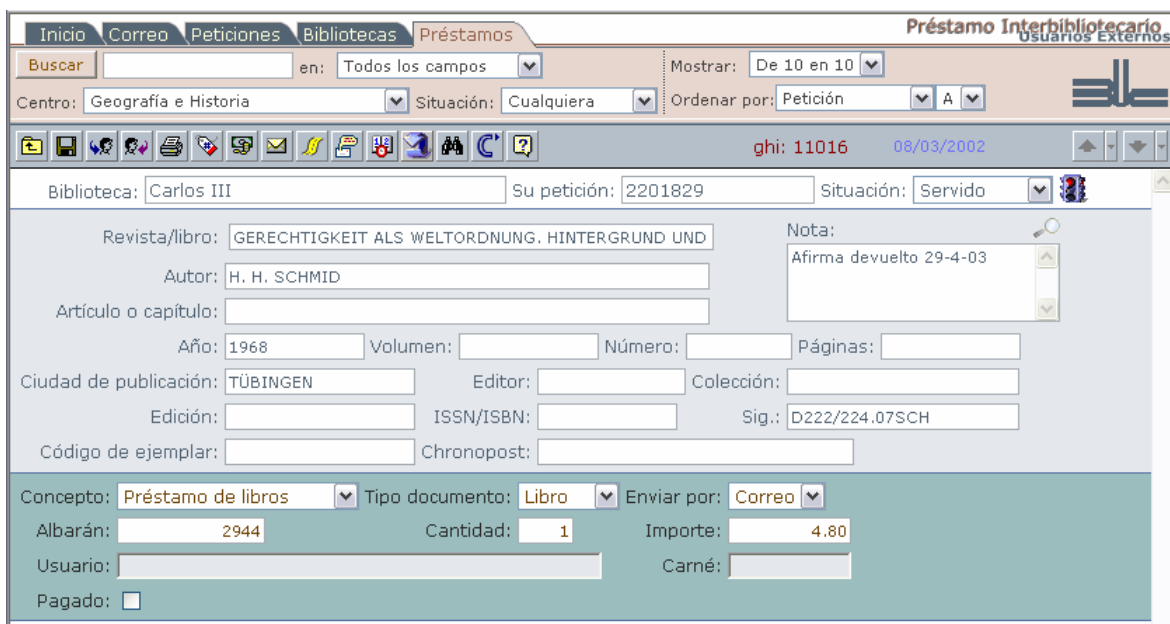 Inicio Correo Peticiones Bibliotecas Préstamos Préstamo Interbibliotecario
Usuarios Externos
Buscar en: Todos los campos Mostrar: De 10 en 10
Centro: Geografía e Historia Situación: Cualquiera Ordenar por: Petición A
ghi: 11016 08/03/2002
Biblioteca: Carlos III Su petición: 2201829 Situación: Servido
Revista/libro: GERECHTIGKEIT ALS WELTORDNUNG. HINTERGRUND UND Nota:
Afirma devuelto 29-4-03
Autor: H. H. SCHMID
Artículo o capítulo:
Año: 1968 Volumen: Número: Páginas:
Ciudad de publicación: TÜBINGEN Editor: Colección:
Edición: ISSN/ISBN: Sig.: D222/224.07SCH
Código de ejemplar: Chronopost:
Concepto: Préstamo de libros Tipo documento: Libro Enviar por: Correo
Albarán: 2944 Cantidad: 1 Importe: 4.80
Usuario: Carné:
Pagado: